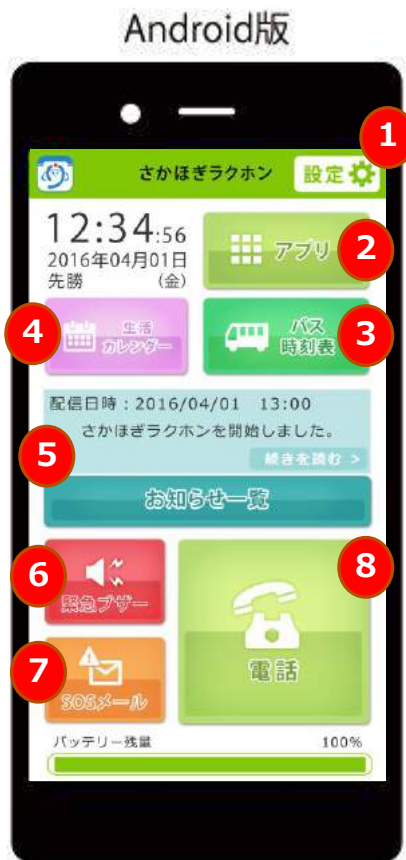 Android版
1
さかほぎラクホン 設定
12:34:56
2016年04月01日
先勝 (金)
アプリ 2
4 生活
カレンダー
バス
時刻表 3
配信日時：2016/04/01 13:00
さかほぎラクホンを開始しました。
5 続きを読む >
お知らせ一覧
6 緊急ブザー
8
電話
7 SOSメール
バッテリー残量 100%